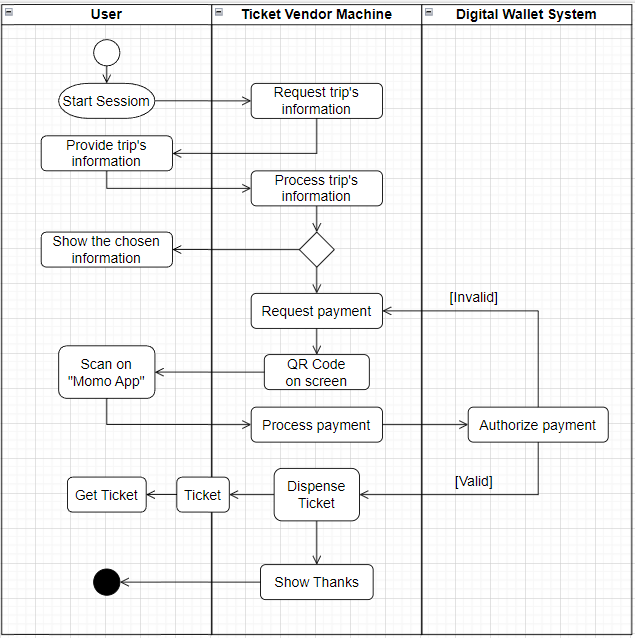 User
Ticket Vendor Machine
Digital Wallet System
Start Sessiom
Request trip's
information
Provide trip's
information
Process trip's
information
Show the chosen
information
[Invalid]
Request payment
Scan on
"Momo App"
QR Code
on screen
Process payment
Authorize payment
[Valid]
Get Ticket
Ticket
Dispense
Ticket
Show Thanks